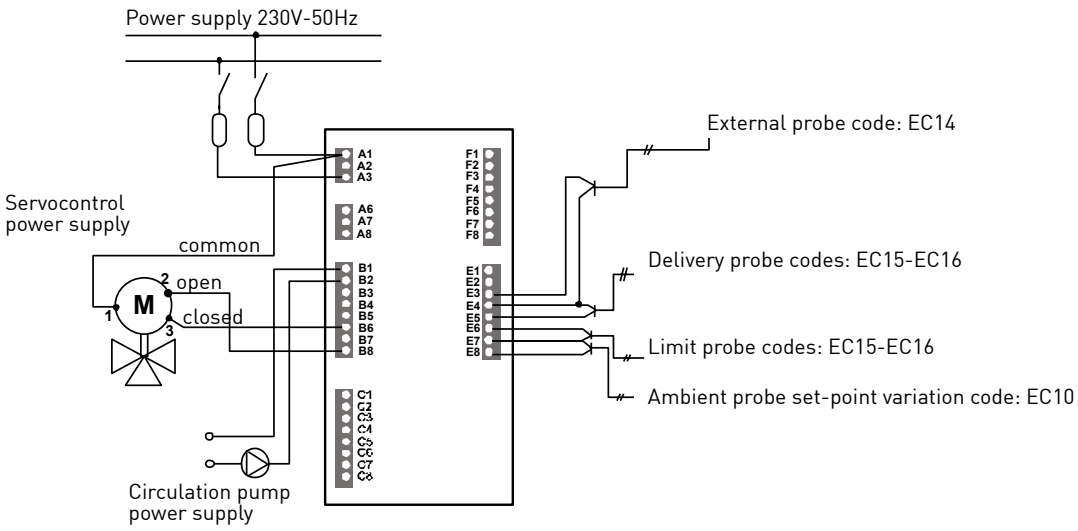 Power supply 230V-50Hz
External probe code: EC14
A1
A2
A3
A6
A7
A8
F1
F2
F3
F4
F5
F6
F7
F8
Servocontrol
power supply
common
open
closed
M
1
2
3
B1
B2
B3
B4
B5
B6
B7
B8
E1
E2
E3
E4
E5
E6
E7
E8
Delivery probe codes: EC15-EC16
Limit probe codes: EC15-EC16
Ambient probe set-point variation code: EC10
C1
C2
C3
C4
C5
C6
C7
C8
Circulation pump
power supply